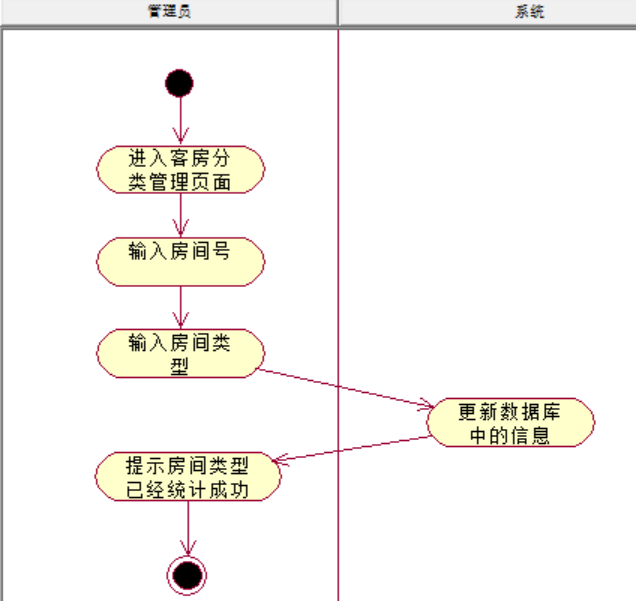 管理员
系统
进入客房分
类管理页面
输入房间号
输入房间类
型
更新数据库
中的信息
提示房间类型
已经统计成功